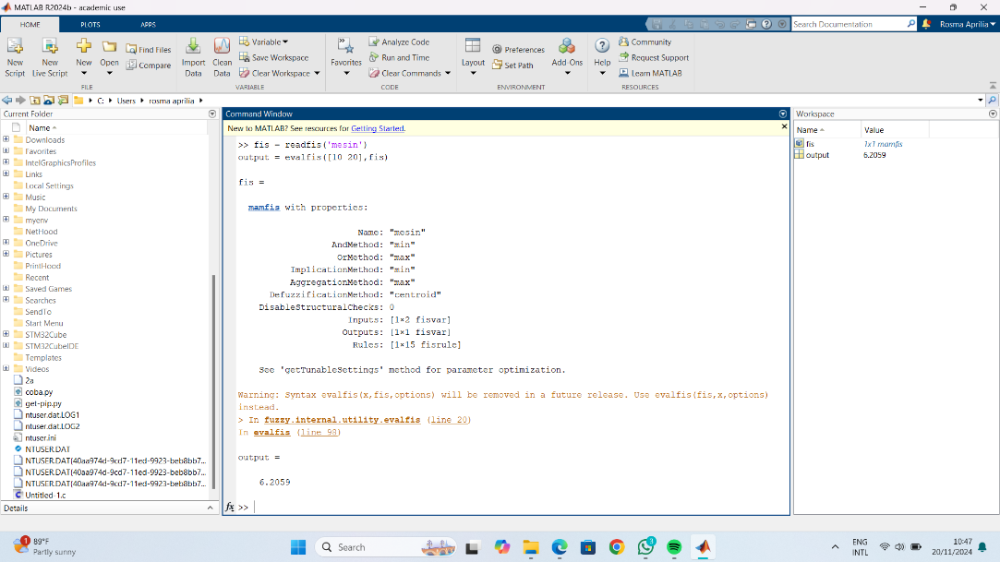 MATLAB R2024b - academic use
HOME PLOTS APPS
Search Documentation
Rosma Aprilia
New Script
New Live Script
New
Open
Find Files
Compare
FILE
Import Data
Clean Data
Variable
Save Workspace
Clear Workspace
VARIABLE
Favorites
Analyze Code
Run and Time
Clear Commands
CODE
Layout
Preferences
Set Path
Add-Ons
ENVIRONMENT
Help
Community
Request Support
Learn MATLAB
RESOURCES
C: Users rosma aprilia
Current Folder
Name
Downloads
Favorites
IntelGraphicsProfiles
Links
Local Settings
Music
My Documents
myenv
NetHood
OneDrive
Pictures
PrintHood
Recent
Saved Games
Searches
SendTo
Start Menu
STM32Cube
STM32CubeIDE
Templates
Videos
2a
coba.py
get-pip.py
ntuser.dat.LOG1
ntuser.dat.LOG2
ntuser.ini
NTUSER.DAT
NTUSER.DAT{40aa974d-9cd7-11ed-9923-beb8bb7...
NTUSER.DAT{40aa974d-9cd7-11ed-9923-beb8bb7...
NTUSER.DAT{40aa974d-9cd7-11ed-9923-beb8bb7...
Untitled-1.c
Details
Command Window
New to MATLAB? See resources for Getting Started.
>> fis = readfis('mesin')
output = evalfis([10 20],fis)
fis =
mamfis with properties:
Name: "mesin"
AndMethod: "min"
OrMethod: "max"
ImplicationMethod: "min"
AggregationMethod: "max"
DefuzzificationMethod: "centroid"
DisableStructuralChecks: 0
Inputs: [1×2 fisvar]
Outputs: [1×1 fisvar]
Rules: [1×15 fisrule]
See 'getTunableSettings' method for parameter optimization.
Warning: Syntax evalfis(x,fis,options) will be removed in a future release. Use evalfis(fis,x,options)
instead.
> In fuzzy.internal.utility.evalfis (line 20)
In evalfis (line 98)
output =
6.2059
fx >>
Workspace
Name Value
fis 1x1 mamfis
output 6.2059
1
89°F
Partly sunny
Search
3
ENG
INTL
10:47
20/11/2024